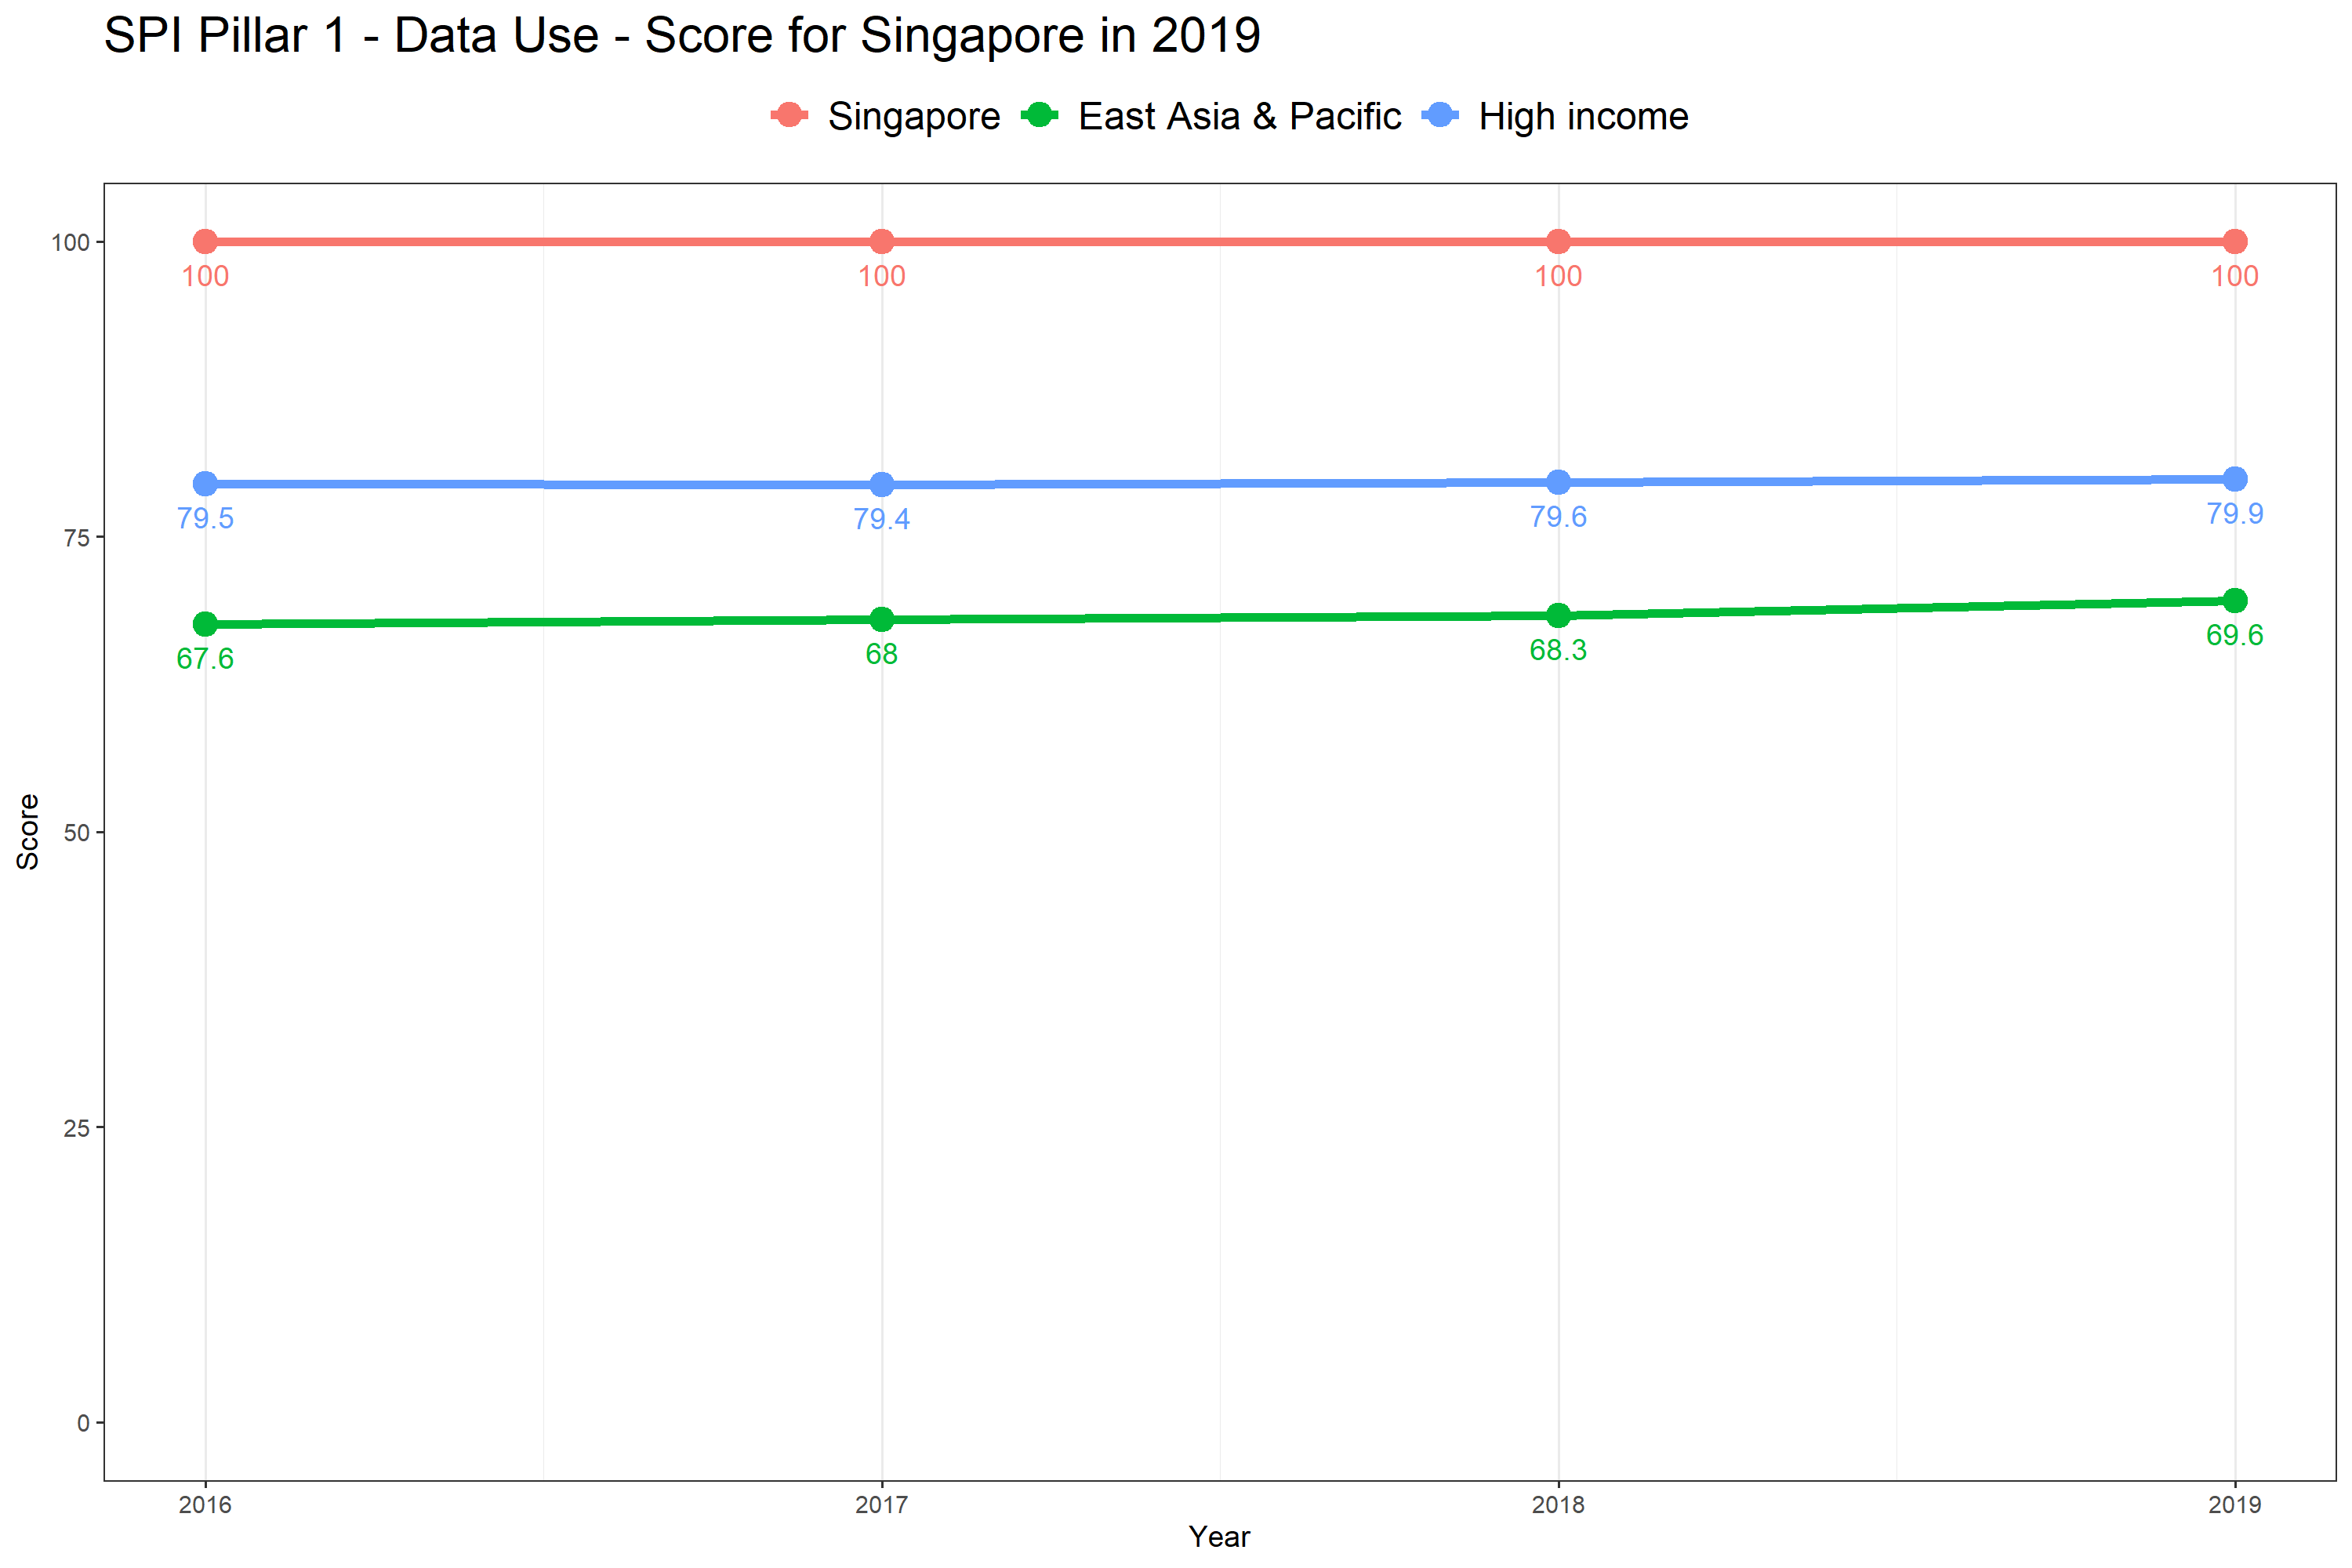 SPI Pillar 1 - Data Use - Score for Singapore in 2019
Singapore East Asia & Pacific High income
100
75
50
25
0
Score
100 100 100 100
79.5 79.4 79.6 79.9
67.6 68 68.3 69.6
2016 2017 2018 2019
Year